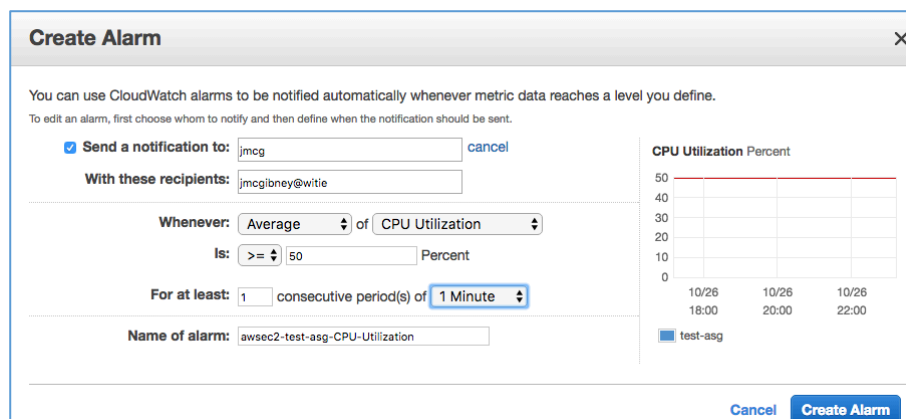 Create Alarm
You can use CloudWatch alarms to be notified automatically whenever metric data reaches a level you define.
To edit an alarm, first choose whom to notify and then define when the notification should be sent.
Send a notification to: jmcg cancel
With these recipients: jmcgibney@witie
Whenever: Average of CPU Utilization
Is: >= 50 Percent
For at least: 1 consecutive period(s) of 1 Minute
Name of alarm: awsec2-test-asg-CPU-Utilization
CPU Utilization Percent
50
40
30
20
10
0
10/26 10/26 10/26
18:00 20:00 22:00
test-asg
Cancel Create Alarm